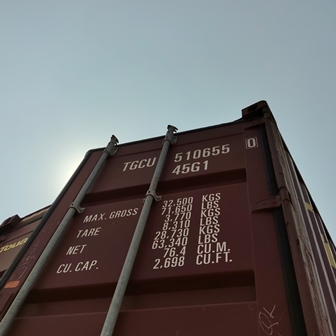 TGCU 510655 0
45G1
MAX. GROSS 32,500 KGS
71,650 LBS
TARE 3,770 KGS
8,310 LBS
NET 28,730 KGS
63,340 LBS
CU. CAP. 76.4 CU.M.
2,698 CU.FT.